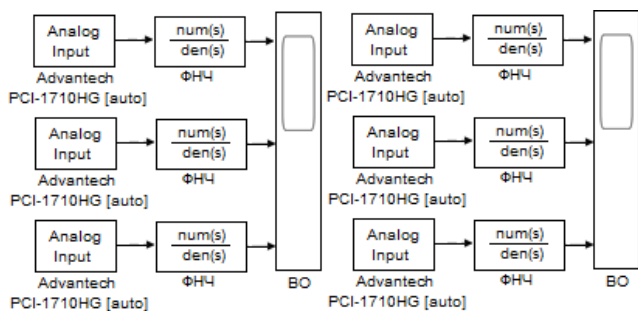 Analog
Input
num(s)
den(s)
Advantech
PCI-1710HG [auto]
ФНЧ
Analog
Input
num(s)
den(s)
Advantech
PCI-1710HG [auto]
ФНЧ
Analog
Input
num(s)
den(s)
Advantech
PCI-1710HG [auto]
ФНЧ
ВО
Analog
Input
num(s)
den(s)
Advantech
PCI-1710HG [auto]
ФНЧ
Analog
Input
num(s)
den(s)
Advantech
PCI-1710HG [auto]
ФНЧ
Analog
Input
num(s)
den(s)
Advantech
PCI-1710HG [auto]
ФНЧ
ВО